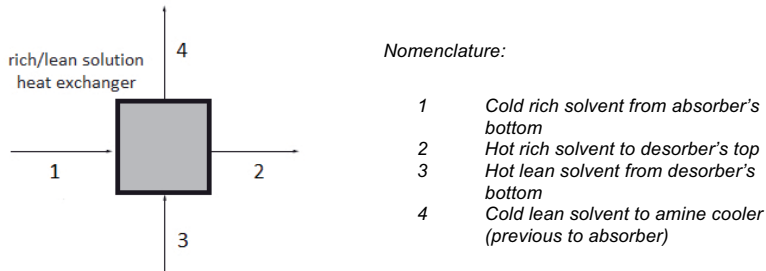 rich/lean solution
heat exchanger
4
1
2
3
Nomenclature:
1 Cold rich solvent from absorber's
bottom
2 Hot rich solvent to desorber's top
3 Hot lean solvent from desorber's
bottom
4 Cold lean solvent to amine cooler
(previous to absorber)